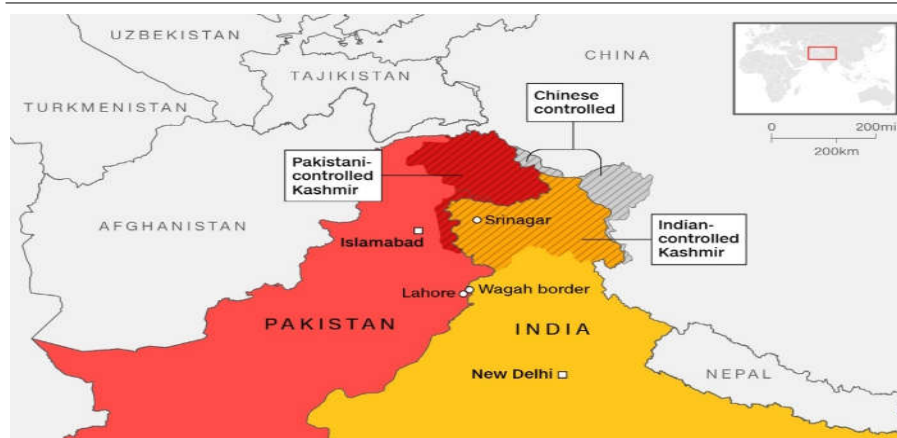 UZBEKISTAN
TAJIKISTAN
TURKMENISTAN
CHINA
Chinese
controlled
0 200mi
200km
Pakistani-
controlled
Kashmir
AFGHANISTAN
Srinagar
Islamabad
Indian-
controlled
Kashmir
Lahore
Wagah border
PAKISTAN
INDIA
New Delhi
NEPAL